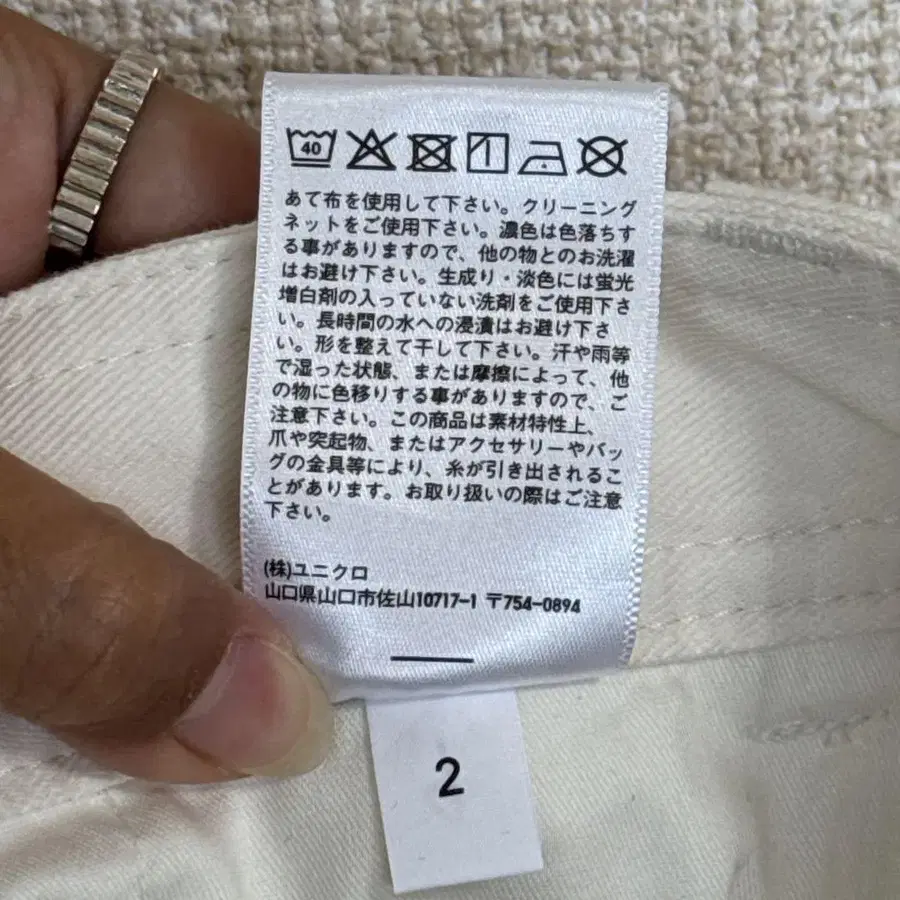 40
あて布を使用して下さい。クリーニング
ネットをご使用下さい。濃色は色落ちす
る事がありますので、他の物とのお洗濯
はお避け下さい。生成り・淡色には蛍光
増白剤の入っていない洗剤をご使用下さ
い。長時間の水への浸漬はお避け下さ
い。形を整えて干して下さい。汗や雨等
で湿った状態、または摩擦によって、他
の物に色移りする事がありますので、ご
注意下さい。この商品は素材特性上、
爪や突起物、またはアクセサリーやバッ
グの金具等により、糸が引き出されるこ
とがあります。お取り扱いの際はご注意
下さい。
(株)ユニクロ
山口県山口市佐山10717-1 〒754-0894
2